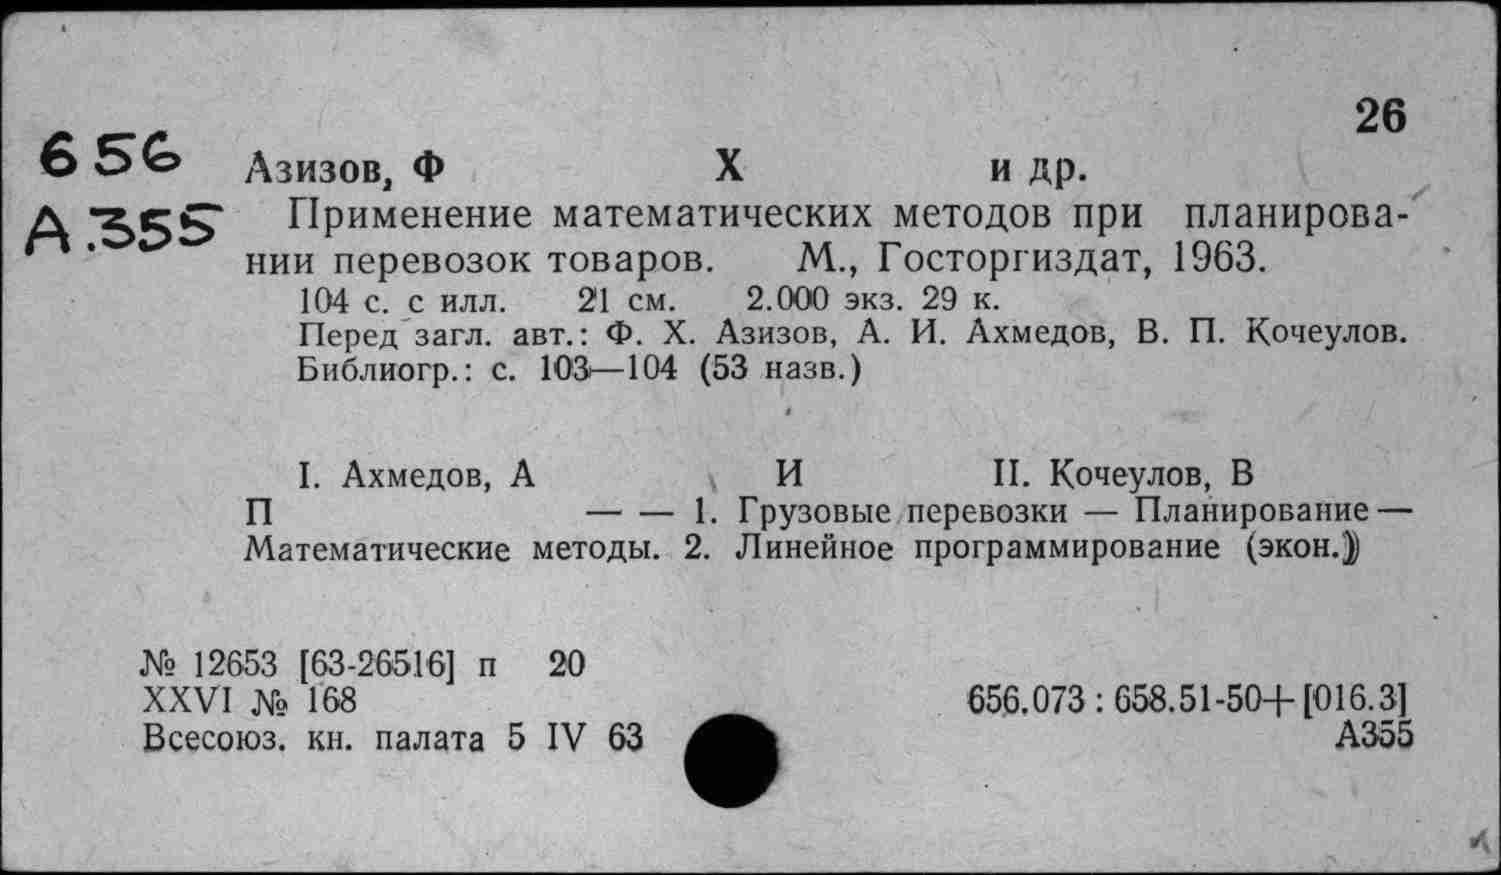 26
656 Азизов, Ф Х и др.
А.355 Применение математических методов при планирова-
нии перевозок товаров. М., Госторгиздат, 1963.
104 с. с илл. 21 см. 2.000 экз. 29 к.
Перед загл. авт.: Ф. Х. Азизов, А. И. Ахмедов, В. П. Кочеулов.
Библиогр.: с. 103—104 (53 назв.)
I. Ахмедов, А И II. Кочеулов, В
П — — 1. Грузовые перевозки — Планирование —
Математические методы. 2. Линейное программирование (экон.)
№ 12653 [63-26516] п 20
XXVI № 168
656.073 : 658.51-50+[016.3]
Всесоюз. кн. палата 5 IV 63
А355